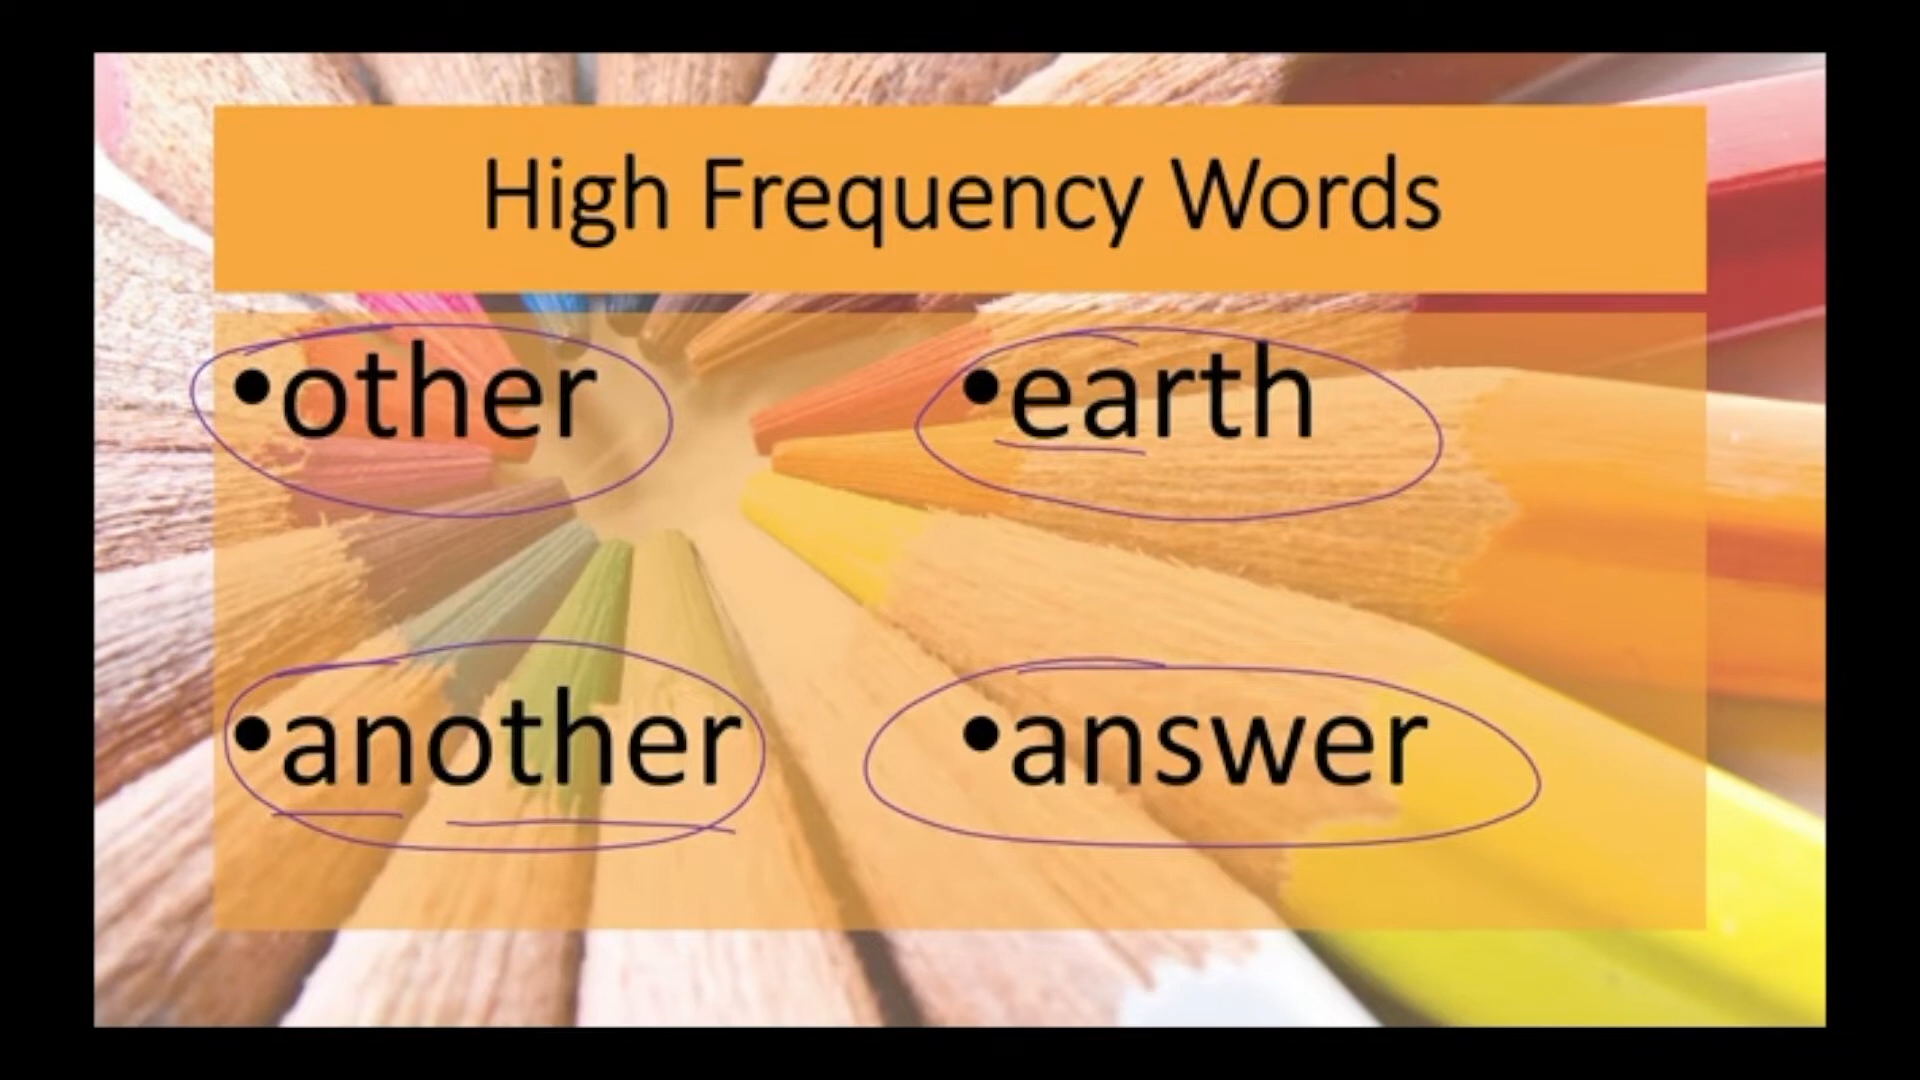 High Frequency Words
•other
•another
•earth
•answer